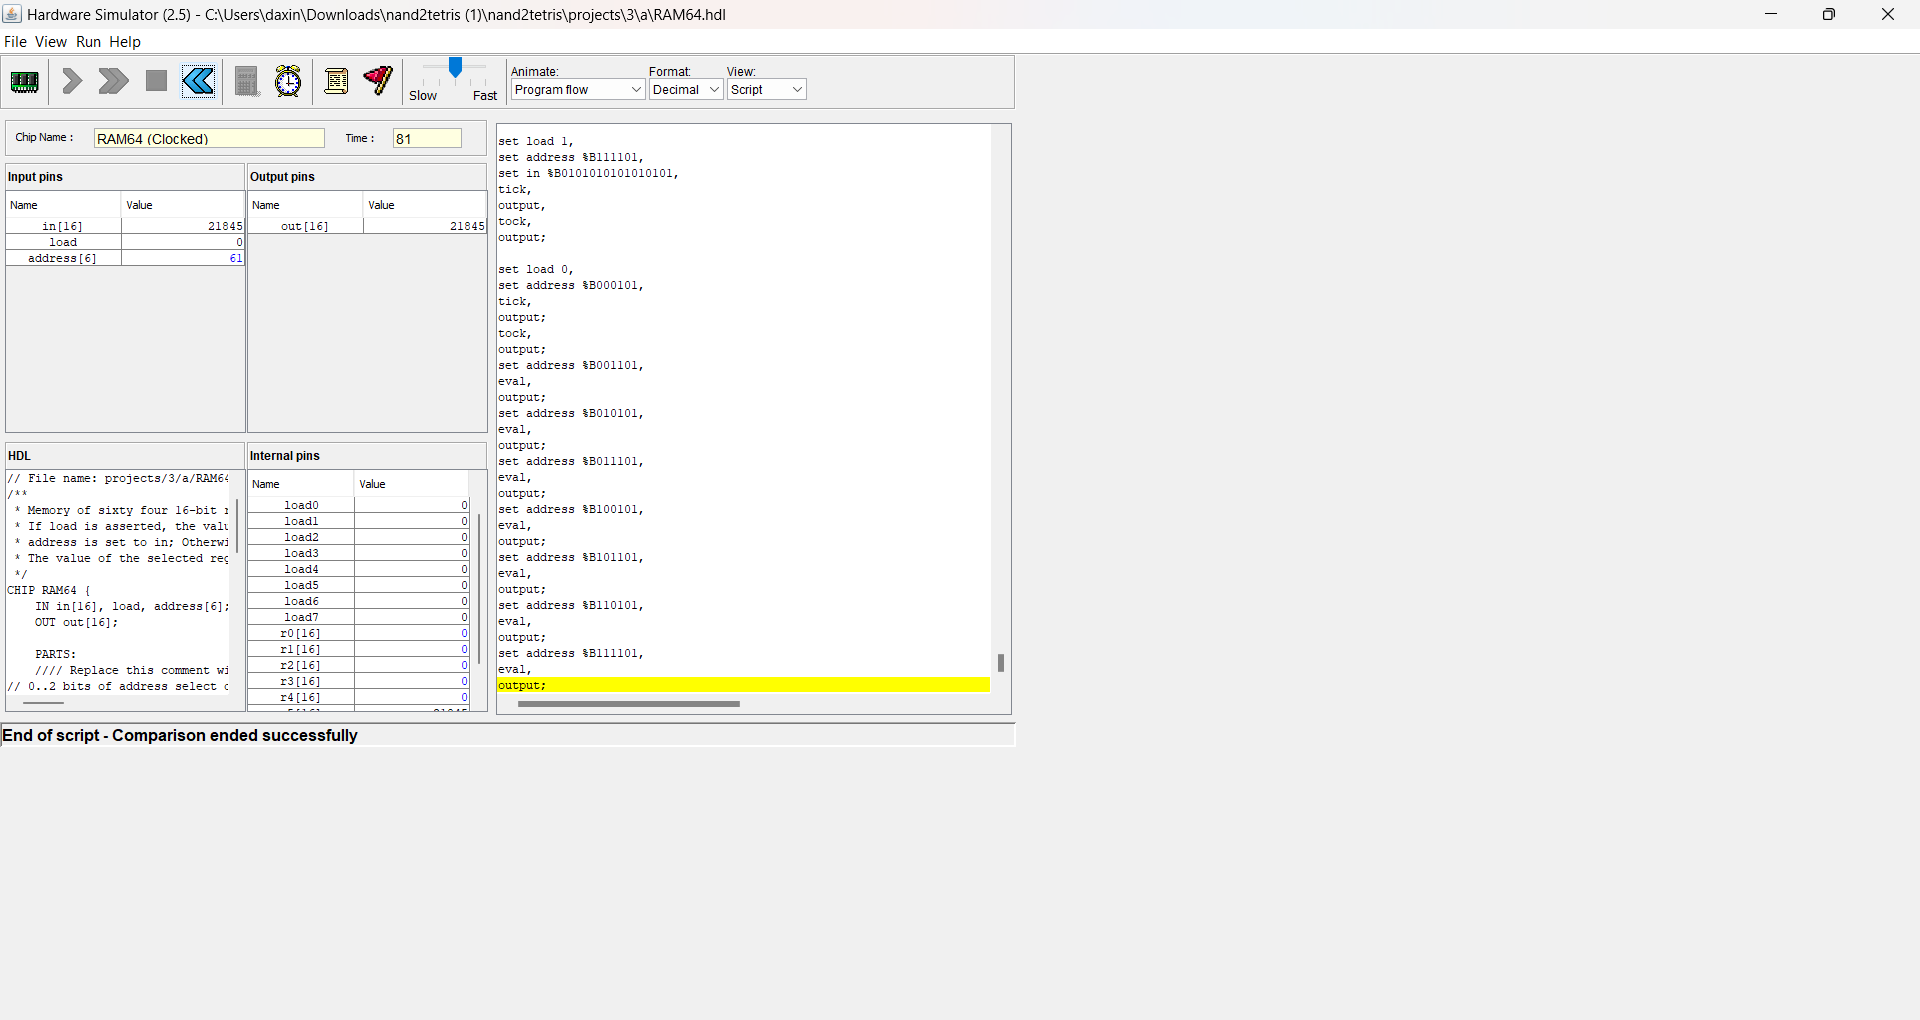 Hardware Simulator (2.5) - C:\Users\daxin\Downloads\nand2tetris (1)\nand2tetris\projects\3\a\RAM64.hdl
File View Run Help
Slow Fast
Animate:
Program flow
Format:
Decimal
View:
Script
Chip Name :
RAM64 (Clocked)
Time :
81
Input pins
Name Value
in[16] 21845
load 0
address[6] 61
Output pins
Name Value
out[16] 21845
HDL
// File name: projects/3/a/RAM64
/**
* Memory of sixty four 16-bit
* If load is asserted, the valu
* address is set to in; Otherwi
* The value of the selected reg
*/
CHIP RAM64 {
IN in[16], load, address[6];
OUT out[16];
PARTS:
//// Replace this comment wi
// 0..2 bits of address select
Internal pins
Name Value
load0 0
load1 0
load2 0
load3 0
load4 0
load5 0
load6 0
load7 0
r0[16] 0
r1[16] 0
r2[16] 0
r3[16] 0
r4[16] 0
set load 1,
set address %B111101,
set in %B0101010101010101,
tick,
output,
tock,
output;
set load 0,
set address %B000101,
tick,
output;
tock,
output;
set address %B001101,
eval,
output;
set address %B010101,
eval,
output;
set address %B011101,
eval,
output;
set address %B100101,
eval,
output;
set address %B101101,
eval,
output;
set address %B110101,
eval,
output;
set address %B111101,
eval,
output;
End of script - Comparison ended successfully